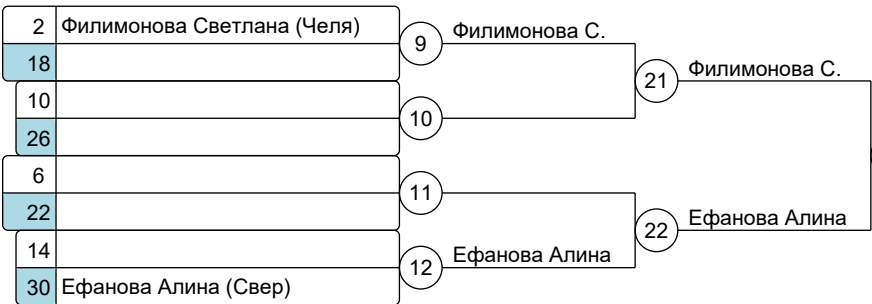 2 Филимонова Светлана (Челя)
9 Филимонова С.
18
21 Филимонова С.
10
10
26
6
11
22
22 Ефанова Алина
14
12 Ефанова Алина
30 Ефанова Алина (Свер)